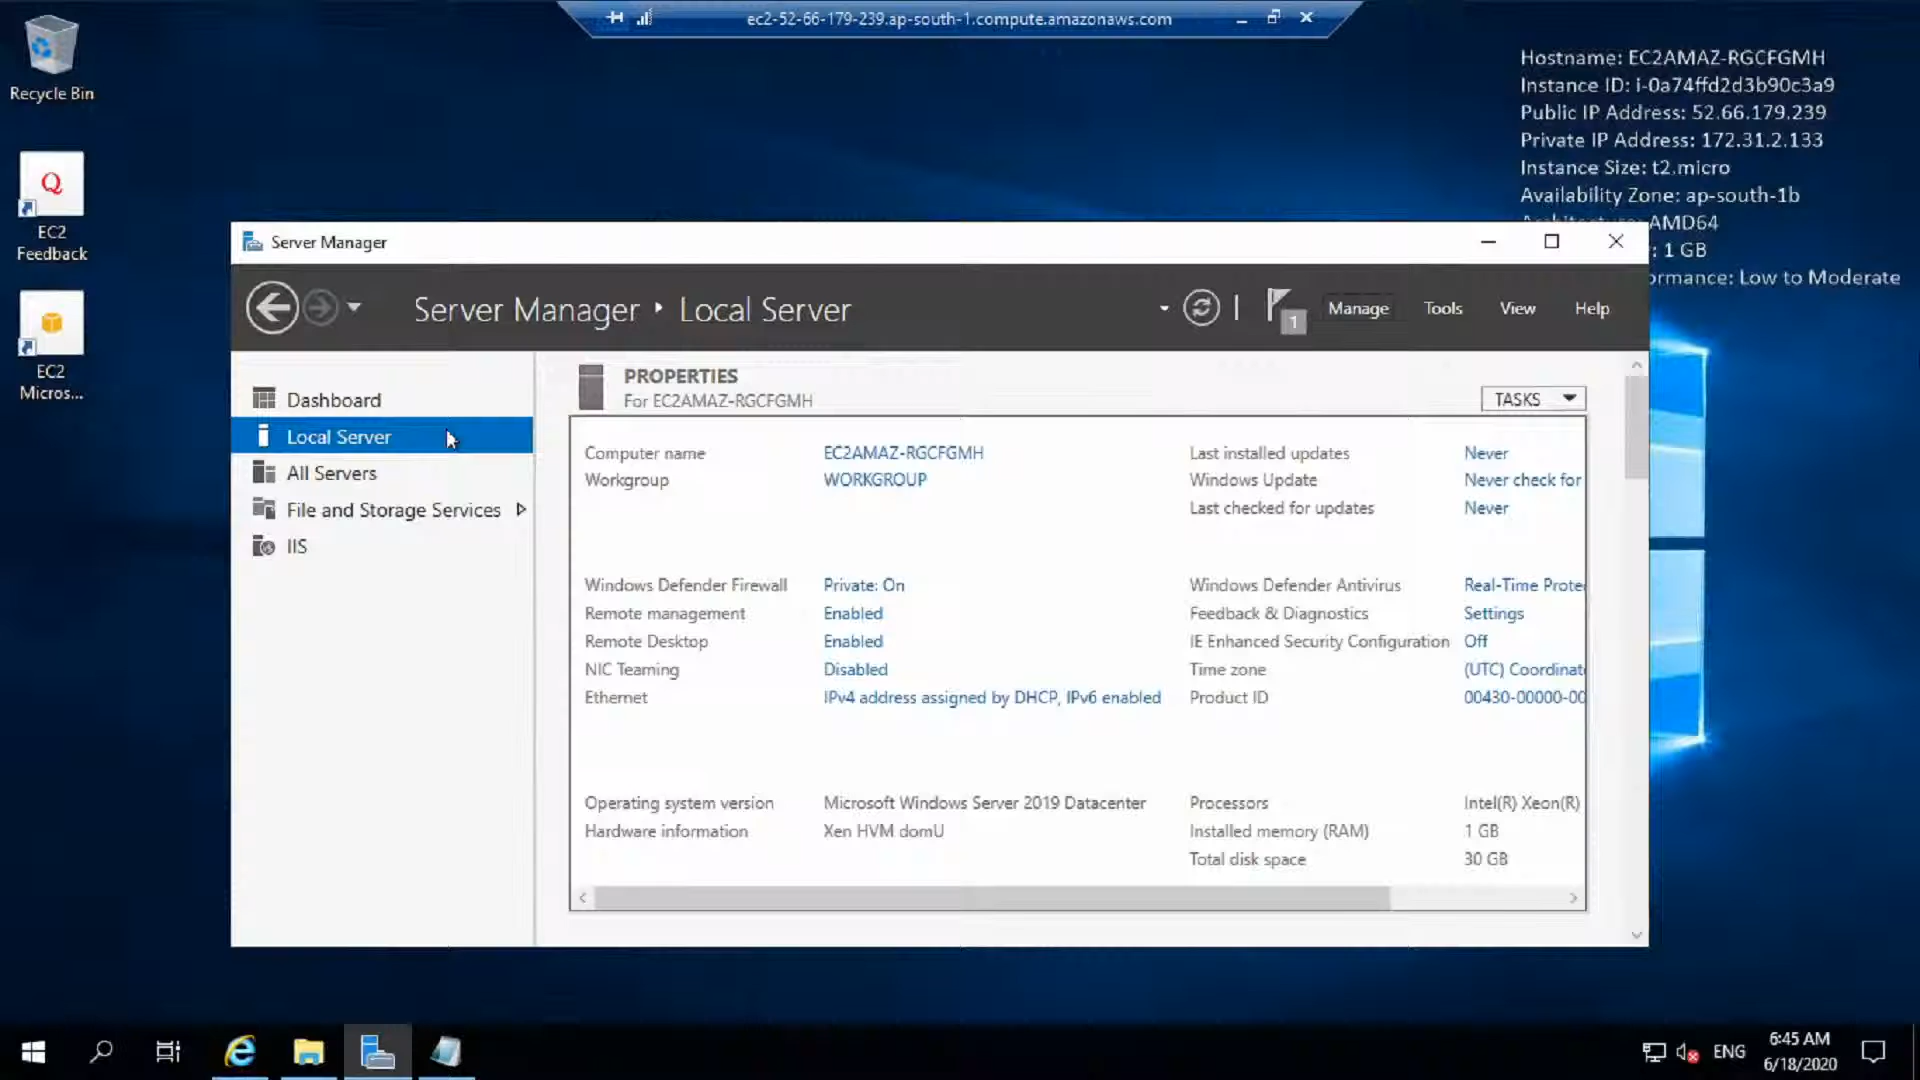 ec2-52-66-179-239.ap-south-1.compute.amazonaws.com
Recycle Bin
EC2
Feedback
EC2
Micros...
Hostname: EC2AMAZ-RGCFGMH
Instance ID: i-0a74ffd2d3b90c3a9
Public IP Address: 52.66.179.239
Private IP Address: 172.31.2.133
Instance Size: t2.micro
Availability Zone: ap-south-1b
AMD64
: 1 GB
ormance: Low to Moderate
Server Manager
Server Manager ‣ Local Server
1
Manage
Tools
View
Help
Dashboard
Local Server
All Servers
File and Storage Services
IIS
PROPERTIES
For EC2AMAZ-RGCFGMH
TASKS
Computer name EC2AMAZ-RGCFGMH Last installed updates Never
Workgroup WORKGROUP Windows Update Never check for
Last checked for updates Never
Windows Defender Firewall Private: On Windows Defender Antivirus Real-Time Prote
Remote management Enabled Feedback & Diagnostics Settings
Remote Desktop Enabled IE Enhanced Security Configuration Off
NIC Teaming Disabled Time zone (UTC) Coordinat
Ethernet IPv4 address assigned by DHCP, IPv6 enabled Product ID 00430-00000-00
Operating system version Microsoft Windows Server 2019 Datacenter Processors Intel(R) Xeon(R)
Hardware information Xen HVM domU Installed memory (RAM) 1 GB
Total disk space 30 GB
ENG
6:45 AM
6/18/2020